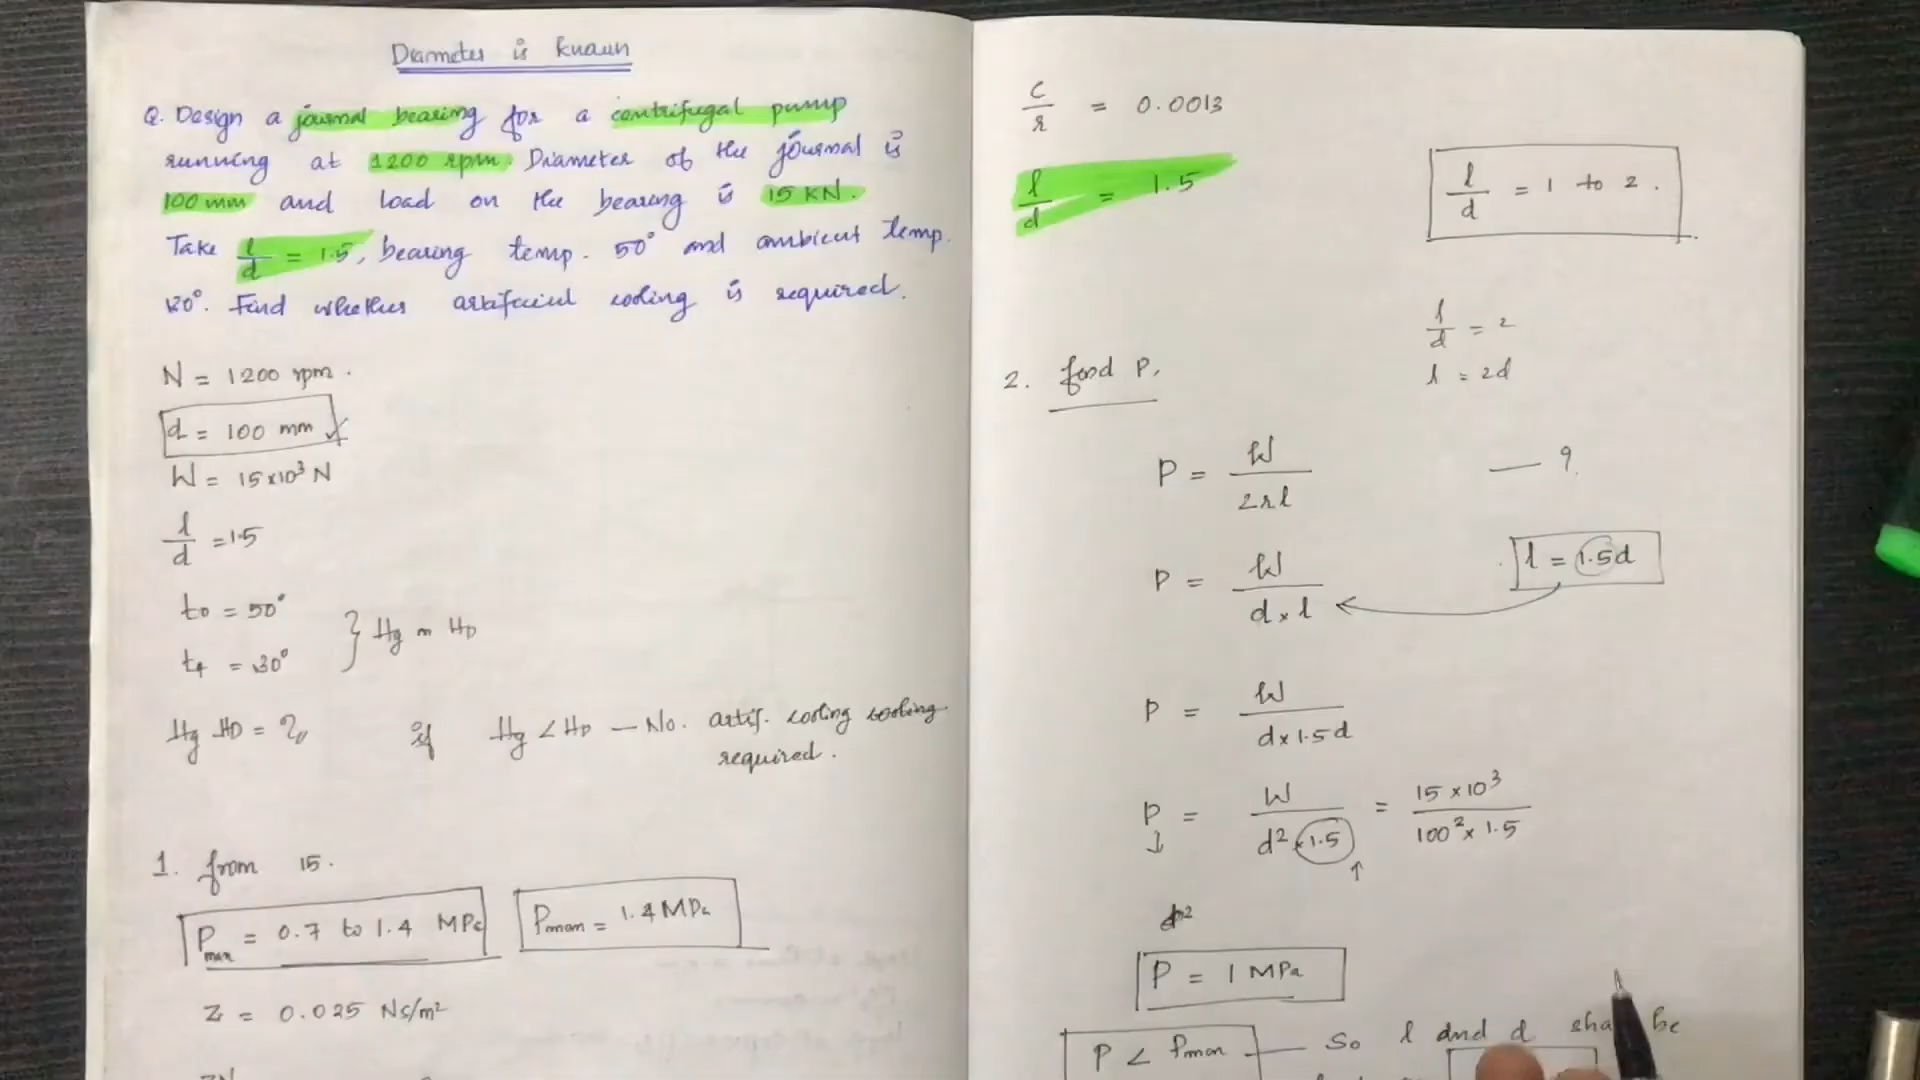 Diameter is known
Q. Design a journal bearing for a centrifugal pump
running at 1200 rpm. Diameter of the journal is
100 mm and load on the bearing is 15 KN.
Take l/d = 1.5, bearing temp. 50° and ambient temp.
30°. Find whether artificial cooling is required.
N = 1200 rpm.
d = 100 mm
W = 15×10³ N
l/d = 1.5
to = 50°
= 30°
} Hg n HD
Hg HD = ?
if Hg < HD — No. artif. cooling cooling
required.
1. from 15.
Pmax = 0.7 to 1.4 MPa
Pmax = 1.4 MPa
Z = 0.025 Ns/m²
ZN
c/r = 0.0013
l/d = 1.5
l/d = 1 to 2.
l/d = 2
l = 2d
2. find P,
P = W/2rl — 9.
P = W/d×l
l = 1.5d
P = W/d×1.5d
P = W/d²×1.5 = 15×10³/100²×1.5
P = 1 MPa
P < Pmax — So l and d be